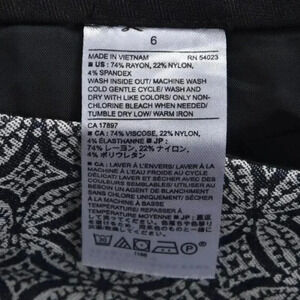 6
MADE IN VIETNAM RN 54023
■ US : 74% RAYON, 22% NYLON,
4% SPANDEX
WASH INSIDE OUT/ MACHINE WASH
COLD GENTLE CYCLE/ WASH AND
DRY WITH LIKE COLORS/ ONLY NON-
CHLORINE BLEACH WHEN NEEDED/
TUMBLE DRY LOW/ WARM IRON
CA 17897
■ CA : 74% VISCOSE, 22% NYLON,
4% ÉLASTHANNE ■ JP :
74% レーヨン, 22% ナイロン,
4% ポリウレタン
■ CA : LAVER À L'ENVERS/ LAVER À LA
MACHINE À L'EAU FROIDE AU CYCLE
DÉLICAT/ LAVER ET SÉCHER AVEC
COULEURS SEMBLABLES/ UTILISER AU
BESOIN UN AGENT DE BLANCHIMENT
SANS CHLORE UNIQUEMENT/ SÉCHER
À LA MACHINE À BASSE
TEMPÉRATURE/ REPASSER À
TEMPÉRATURE MOYENNE ■ JP :